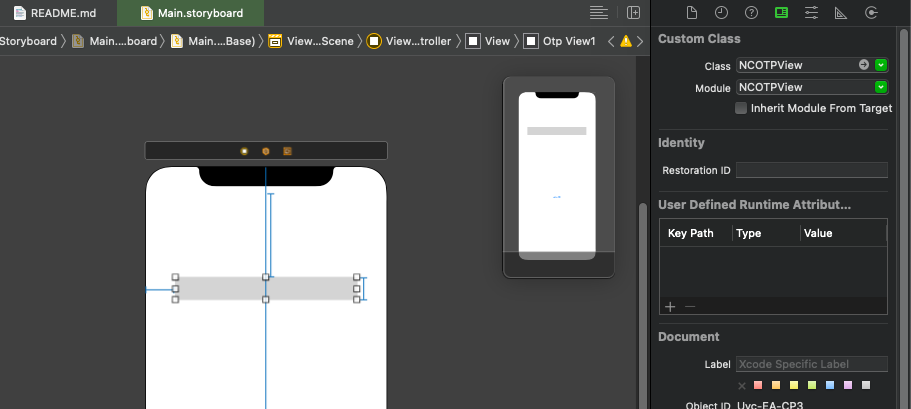 README.md
Main.storyboard
Storyboard
Main....board
Main....Base)
View...Scene
View...troller
View
Otp View1
Custom Class
Class NCOTPView
Module NCOTPView
Inherit Module From Target
Identity
Restoration ID
User Defined Runtime Attribut...
Key Path Type Value
Document
Label Xcode Specific Label
Object ID Uyc-EA-CP3